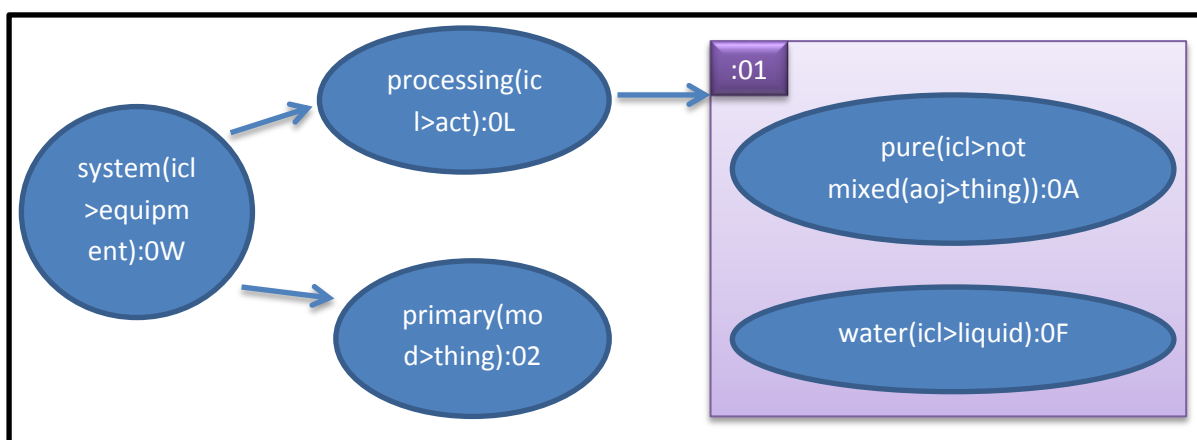 system(icl
>equipm
ent):0W
processing(ic
l>act):0L
primary(mo
d>thing):02
:01
pure(icl>not
mixed(aoj>thing)):0A
water(icl>liquid):0F